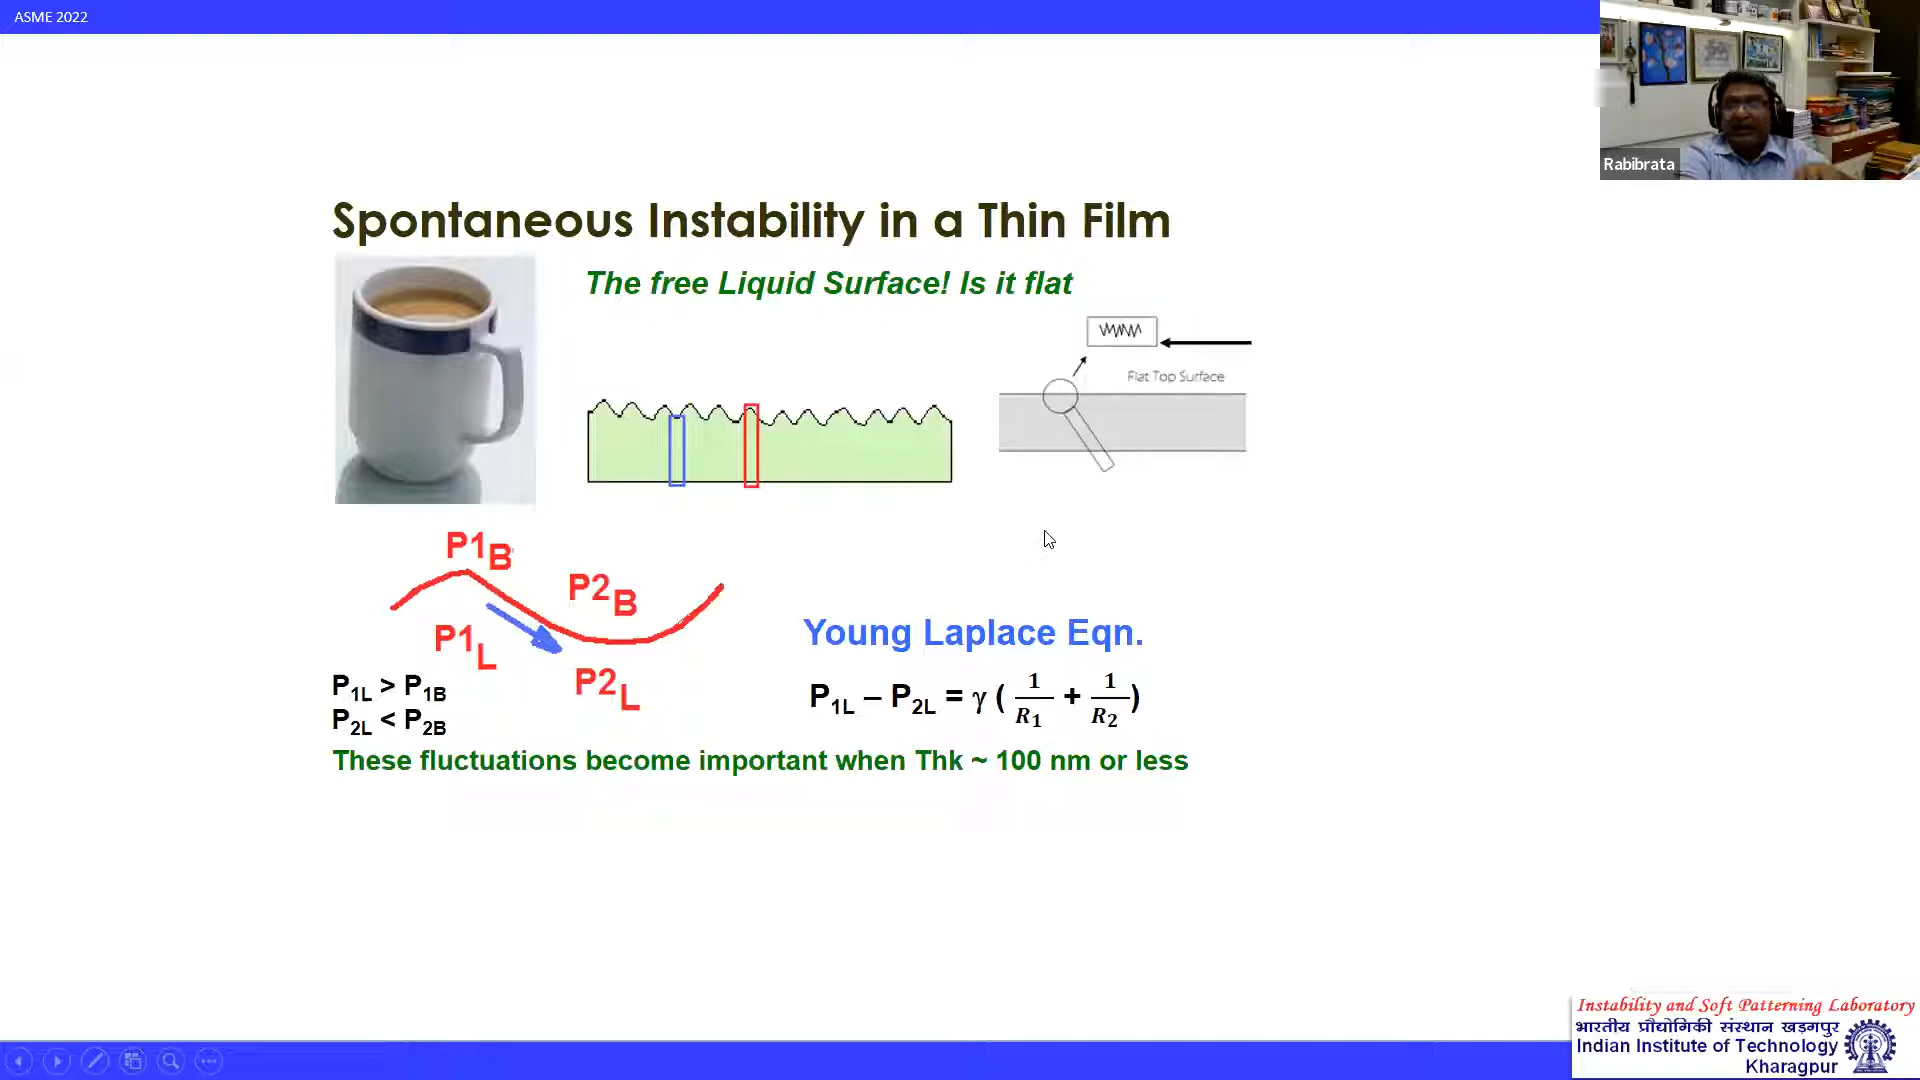 ASME 2022
Rabibrata
Spontaneous Instability in a Thin Film
The free Liquid Surface! Is it flat
Flat Top Surface
P1B
P2B
P1L
P2L
P1L > P1B
P2L < P2B
Young Laplace Eqn.
P1L – P2L = γ ( 1/R1 + 1/R2 )
These fluctuations become important when Thk ~ 100 nm or less
Instability and Soft Patterning Laboratory
भारतीय प्रौद्योगिकी संस्थान खड़गपुर
Indian Institute of Technology
Kharagpur